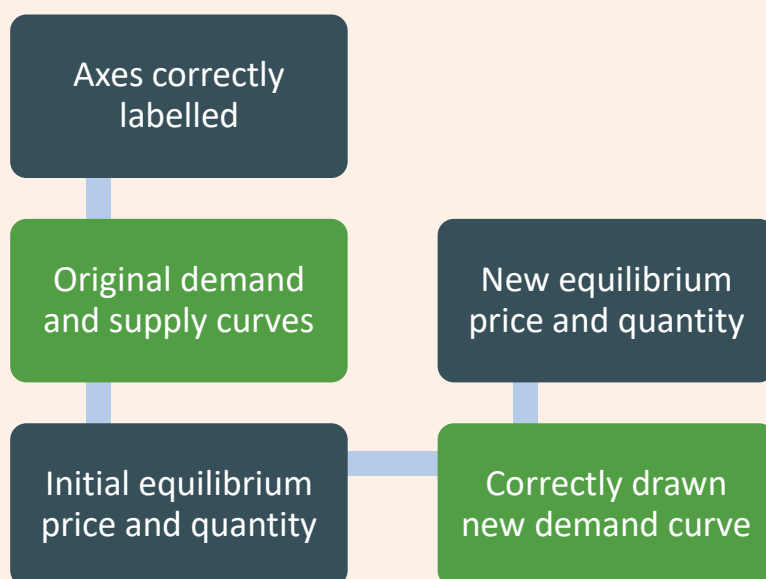 Axes correctly
labelled
Original demand
and supply curves
Initial equilibrium
price and quantity
Correctly drawn
new demand curve
New equilibrium
price and quantity